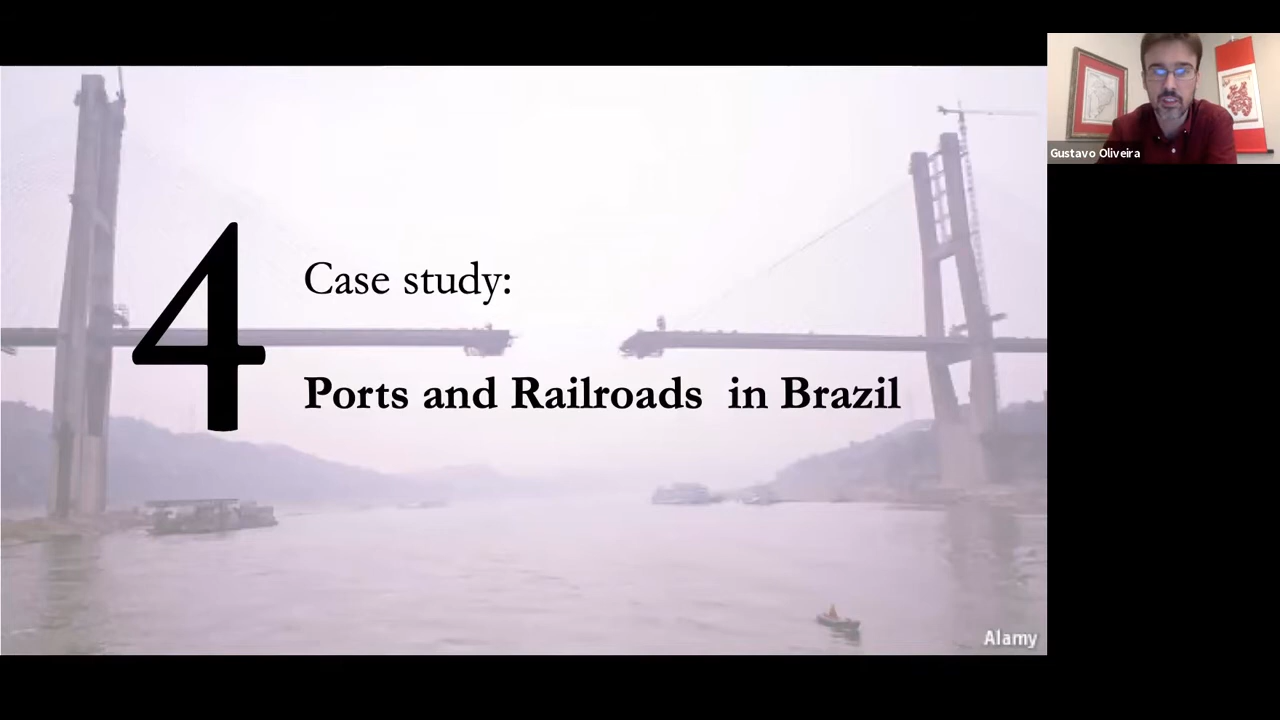 4
Case study:
Ports and Railroads in Brazil
Alamy
Gustavo Oliveira